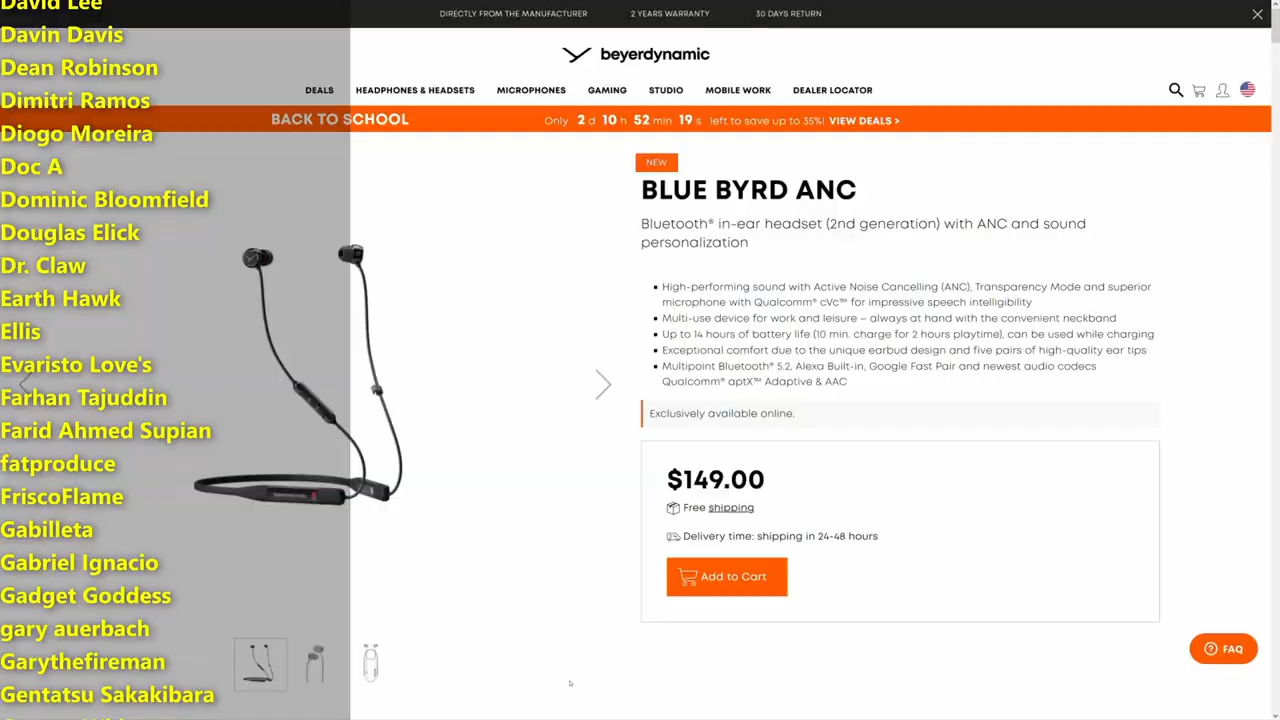 David Lee
Davin Davis
Dean Robinson
Dimitri Ramos
Diogo Moreira
Doc A
Dominic Bloomfield
Douglas Elick
Dr. Claw
Earth Hawk
Ellis
Evaristo Love's
Farhan Tajuddin
Farid Ahmed Supian
fatproduce
FriscoFlame
Gabilleta
Gabriel Ignacio
Gadget Goddess
gary auerbach
Garythefireman
Gentatsu Sakakibara
DIRECTLY FROM THE MANUFACTURER 2 YEARS WARRANTY 30 DAYS RETURN
beyerdynamic
DEALS HEADPHONES & HEADSETS MICROPHONES GAMING STUDIO MOBILE WORK DEALER LOCATOR
BACK TO SCHOOL Only 2 d 10 h 52 min 19 s left to save up to 35%! VIEW DEALS >
NEW
BLUE BYRD ANC
Bluetooth® in-ear headset (2nd generation) with ANC and sound
personalization
High-performing sound with Active Noise Cancelling (ANC), Transparency Mode and superior
microphone with Qualcomm® cVc™ for impressive speech intelligibility
Multi-use device for work and leisure – always at hand with the convenient neckband
Up to 14 hours of battery life (10 min. charge for 2 hours playtime), can be used while charging
Exceptional comfort due to the unique earbud design and five pairs of high-quality ear tips
Multipoint Bluetooth® 5.2, Alexa Built-in, Google Fast Pair and newest audio codecs
Qualcomm® aptX™ Adaptive & AAC
Exclusively available online.
$149.00
Free shipping
Delivery time: shipping in 24-48 hours
Add to Cart
FAQ